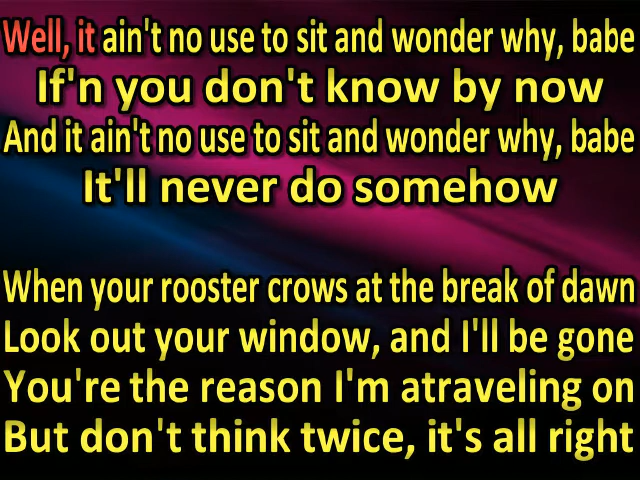 Well, it ain't no use to sit and wonder why, babe
If'n you don't know by now
And it ain't no use to sit and wonder why, babe
It'll never do somehow
When your rooster crows at the break of dawn
Look out your window, and I'll be gone
You're the reason I'm atraveling on
But don't think twice, it's all right